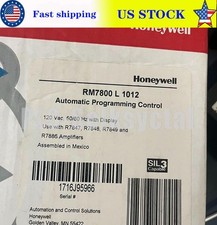 Fast Shipping
US STOCK
Honeywell
RM7800 L 1012
Automatic Programming Control
120 Vac, 50/60 Hz with Display
Use with R7847, R7848, R7849 and
R7886 Amplifiers
Assembled in Mexico
SIL 3
Capable
1716J95966
Serial #
Automation and Control Solutions
Honeywell
Golden Valley, MN 55422